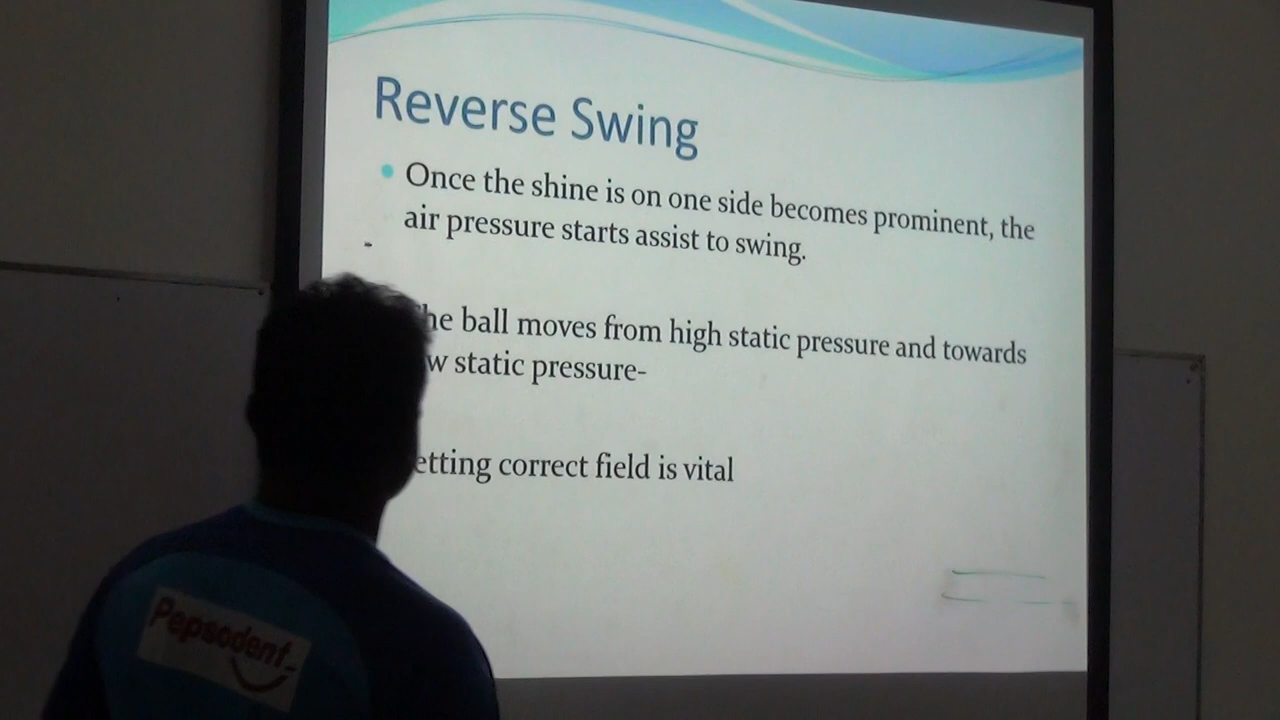 Reverse Swing
Once the shine is on one side becomes prominent, the
air pressure starts assist to swing.
he ball moves from high static pressure and towards
w static pressure-
etting correct field is vital
Pepsodent